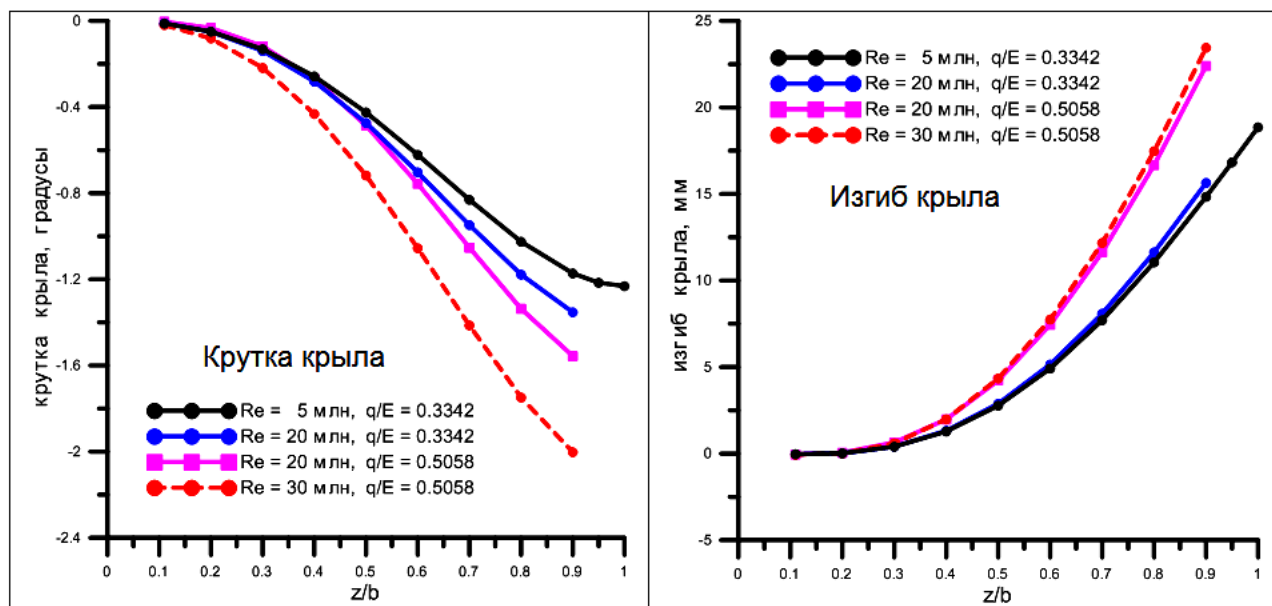 0
-0.4
-0.8
-1.2
-1.6
-2
-2.4
крутка крыла, градусы
Крутка крыла
Re = 5 млн, q/E = 0.3342
Re = 20 млн, q/E = 0.3342
Re = 20 млн, q/E = 0.5058
Re = 30 млн, q/E = 0.5058
0 0.1 0.2 0.3 0.4 0.5 0.6 0.7 0.8 0.9 1
z/b
25
20
15
10
5
0
-5
изгиб крыла, мм
Re = 5 млн, q/E = 0.3342
Re = 20 млн, q/E = 0.3342
Re = 20 млн, q/E = 0.5058
Re = 30 млн, q/E = 0.5058
Изгиб крыла
0 0.1 0.2 0.3 0.4 0.5 0.6 0.7 0.8 0.9 1
z/b